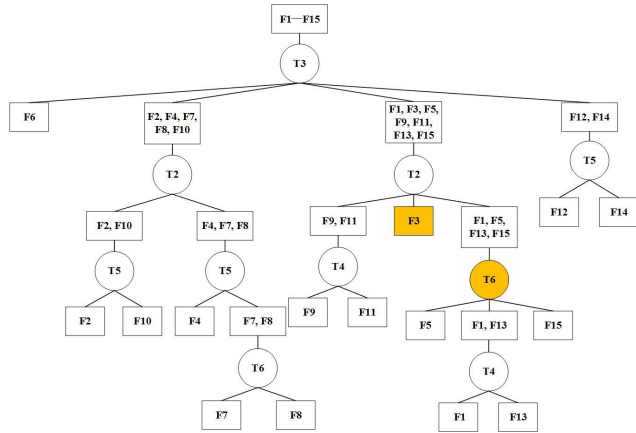 F1—F15
T3
F6
F2, F4, F7,
F8, F10
F1, F3, F5,
F9, F11,
F13, F15
F12, F14
T2
T2
T5
F2, F10
F4, F7, F8
F9, F11
F3
F1, F5,
F13, F15
F12
F14
T5
T5
T4
T6
F2
F10
F4
F7, F8
F9
F11
F5
F1, F13
F15
T6
T4
F7
F8
F1
F13